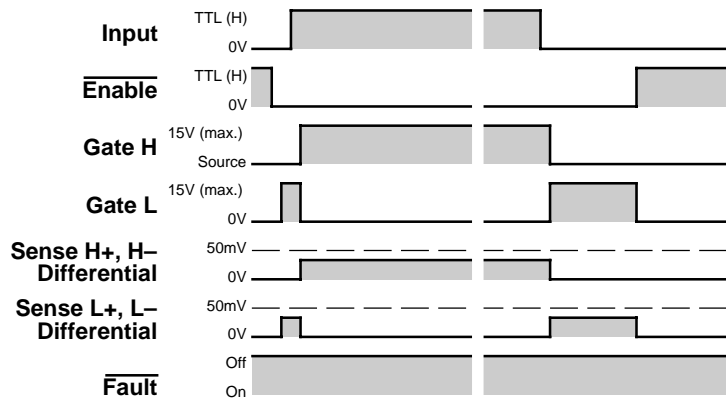 Input
TTL (H)
0V
Enable
TTL (H)
0V
Gate H
15V (max.)
Source
Gate L
15V (max.)
0V
Sense H+, H–
Differential
50mV
0V
Sense L+, L–
Differential
50mV
0V
Fault
Off
On